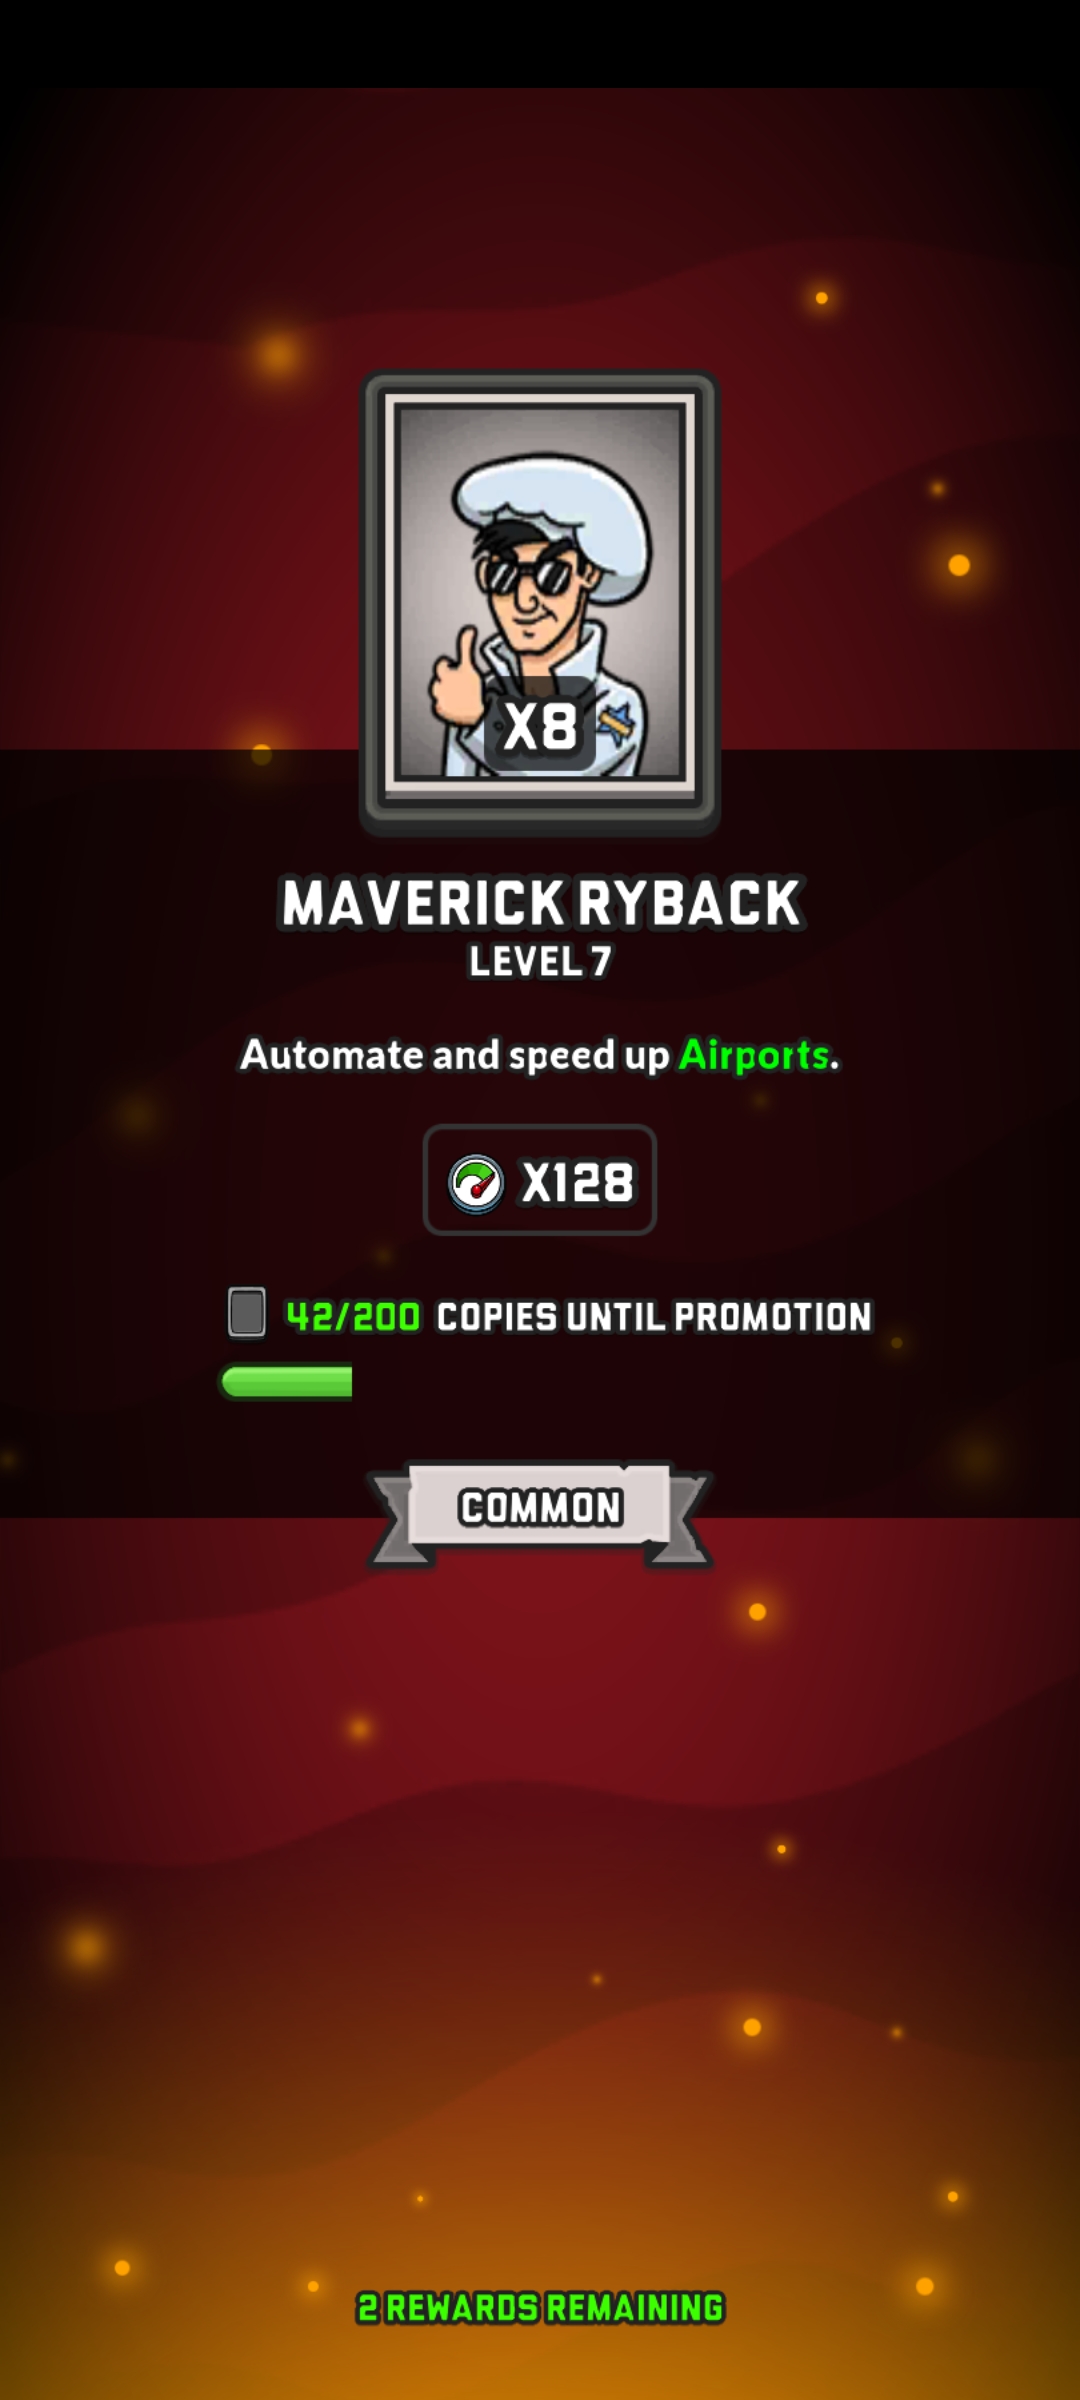 X8
MAVERICK RYBACK
LEVEL 7
Automate and speed up Airports.
X128
42/200 COPIES UNTIL PROMOTION
COMMON
2 REWARDS REMAINING